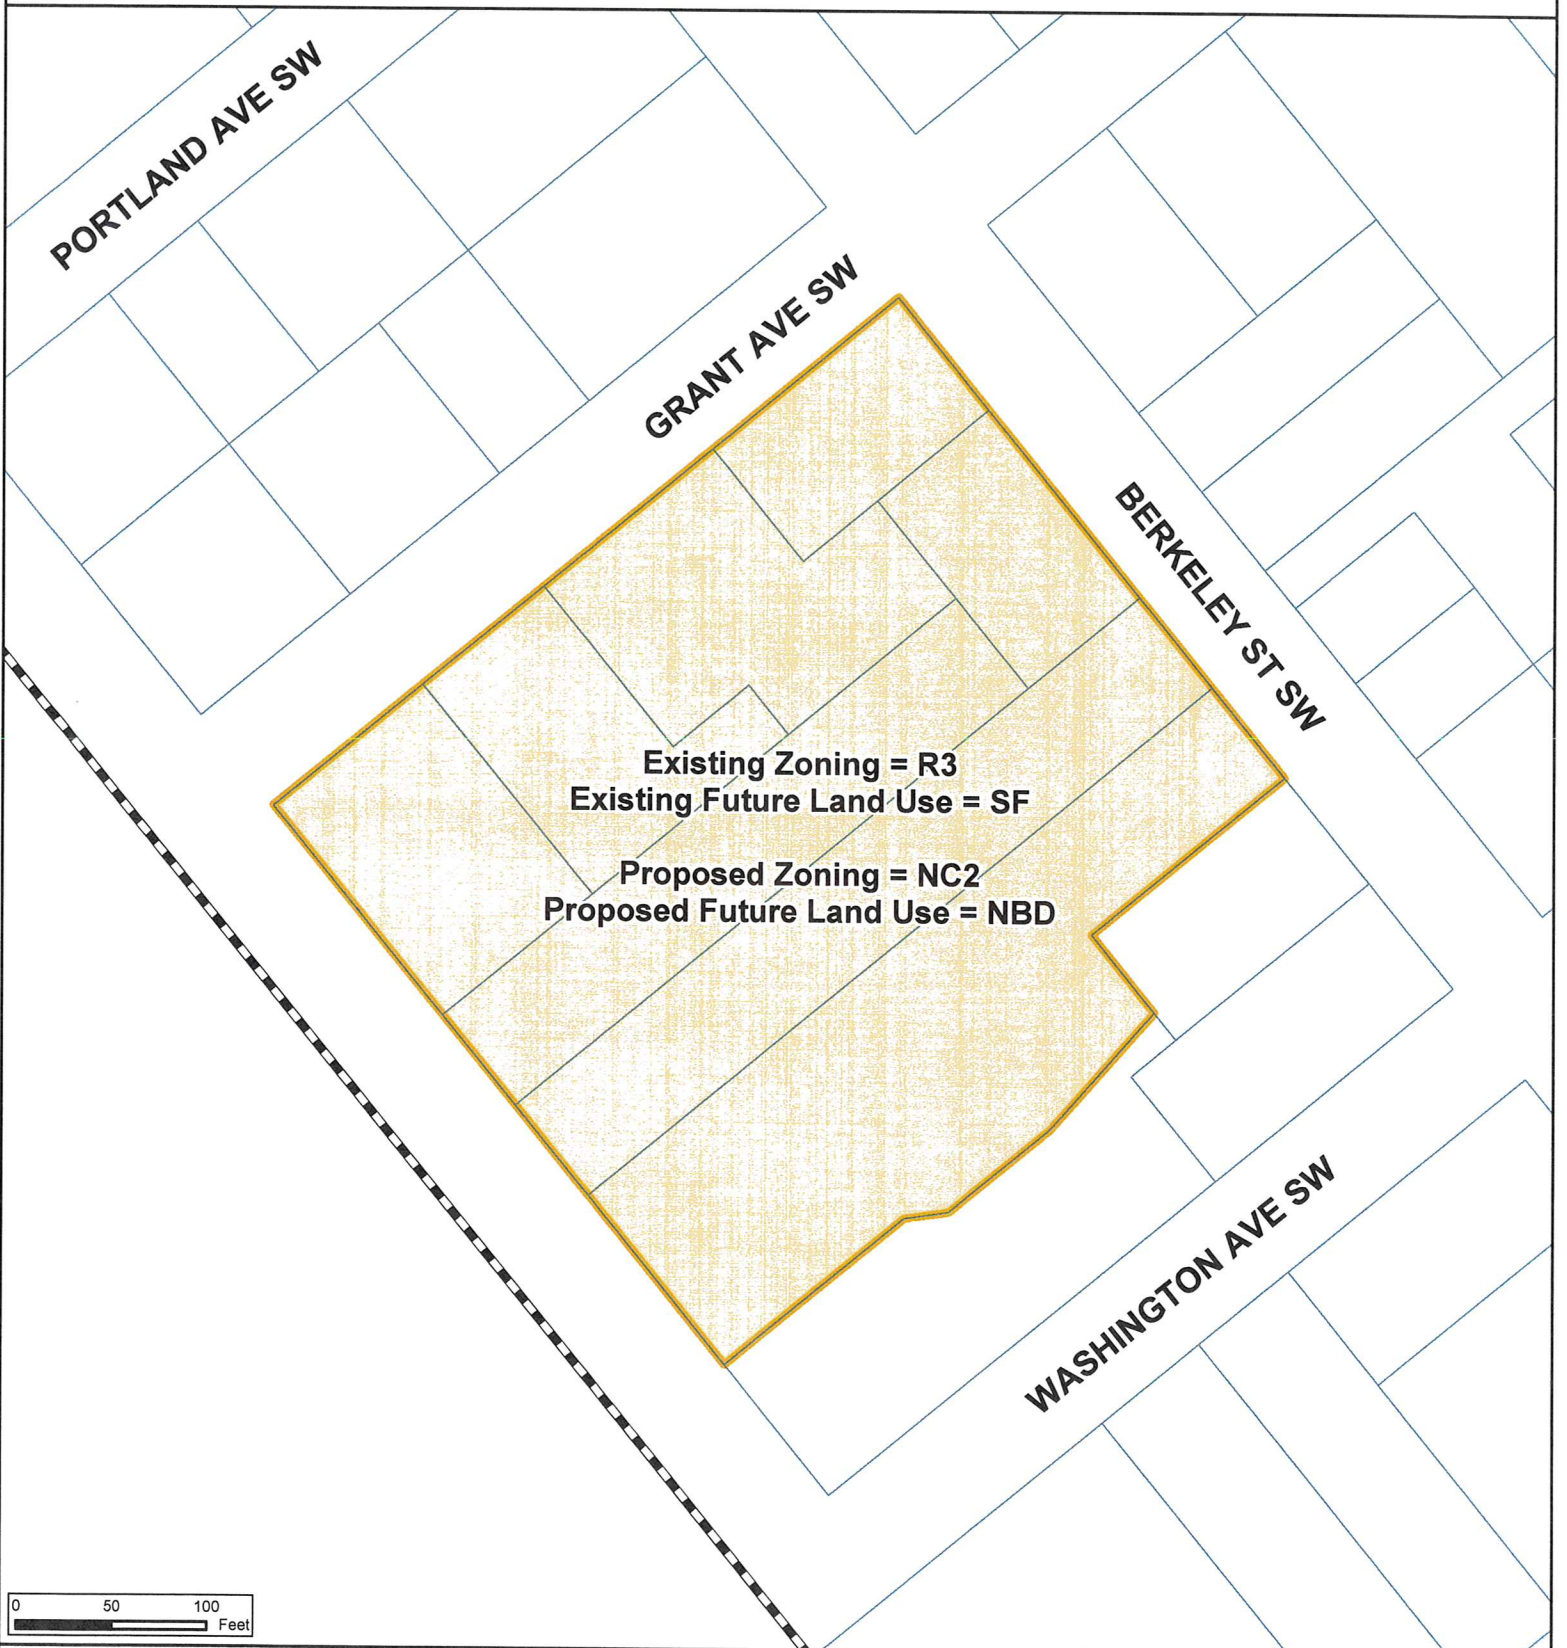 PORTLAND AVE SW
GRANT AVE SW
BERKELEY ST SW
Existing Zoning = R3
Existing Future Land Use = SF
Proposed Zoning = NC2
Proposed Future Land Use = NBD
WASHINGTON AVE SW
0 50 100
Feet